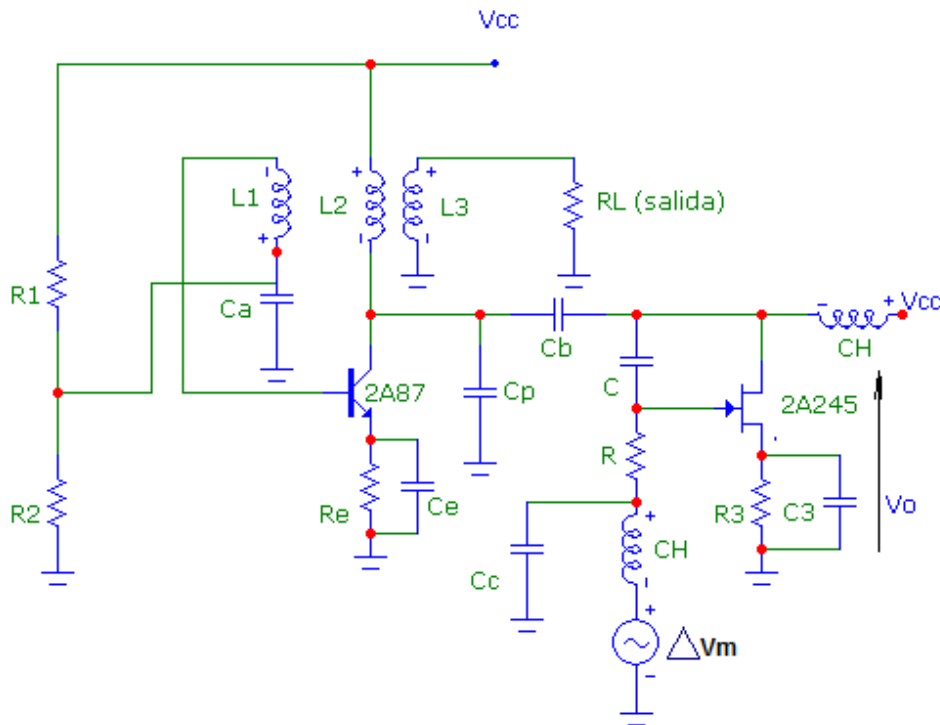 Vcc
L1
L2
L3
RL (salida)
R1
Ca
Cb
CH
Vcc
2A87
Cp
C
2A245
R2
Re
Ce
R
R3
C3
Vo
Cc
CH
△Vm